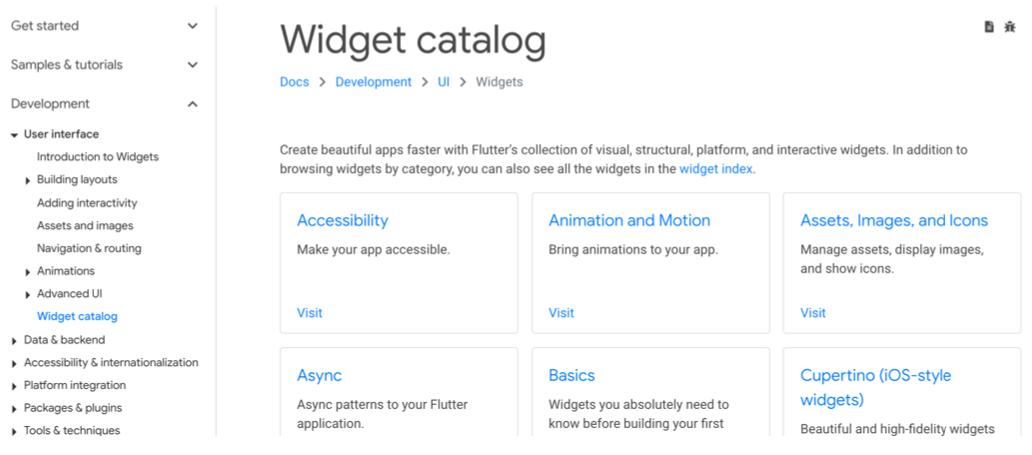 Get started
Samples & tutorials
Development
User interface
Introduction to Widgets
Building layouts
Adding interactivity
Assets and images
Navigation & routing
Animations
Advanced UI
Widget catalog
Data & backend
Accessibility & internationalization
Platform integration
Packages & plugins
Tools & techniques
Widget catalog
Docs > Development > UI > Widgets
Create beautiful apps faster with Flutter's collection of visual, structural, platform, and interactive widgets. In addition to
browsing widgets by category, you can also see all the widgets in the widget index.
Accessibility
Make your app accessible.
Visit
Animation and Motion
Bring animations to your app.
Visit
Assets, Images, and Icons
Manage assets, display images,
and show icons.
Visit
Async
Async patterns to your Flutter
application.
Basics
Widgets you absolutely need to
know before building your first
Cupertino (iOS-style
widgets)
Beautiful and high-fidelity widgets